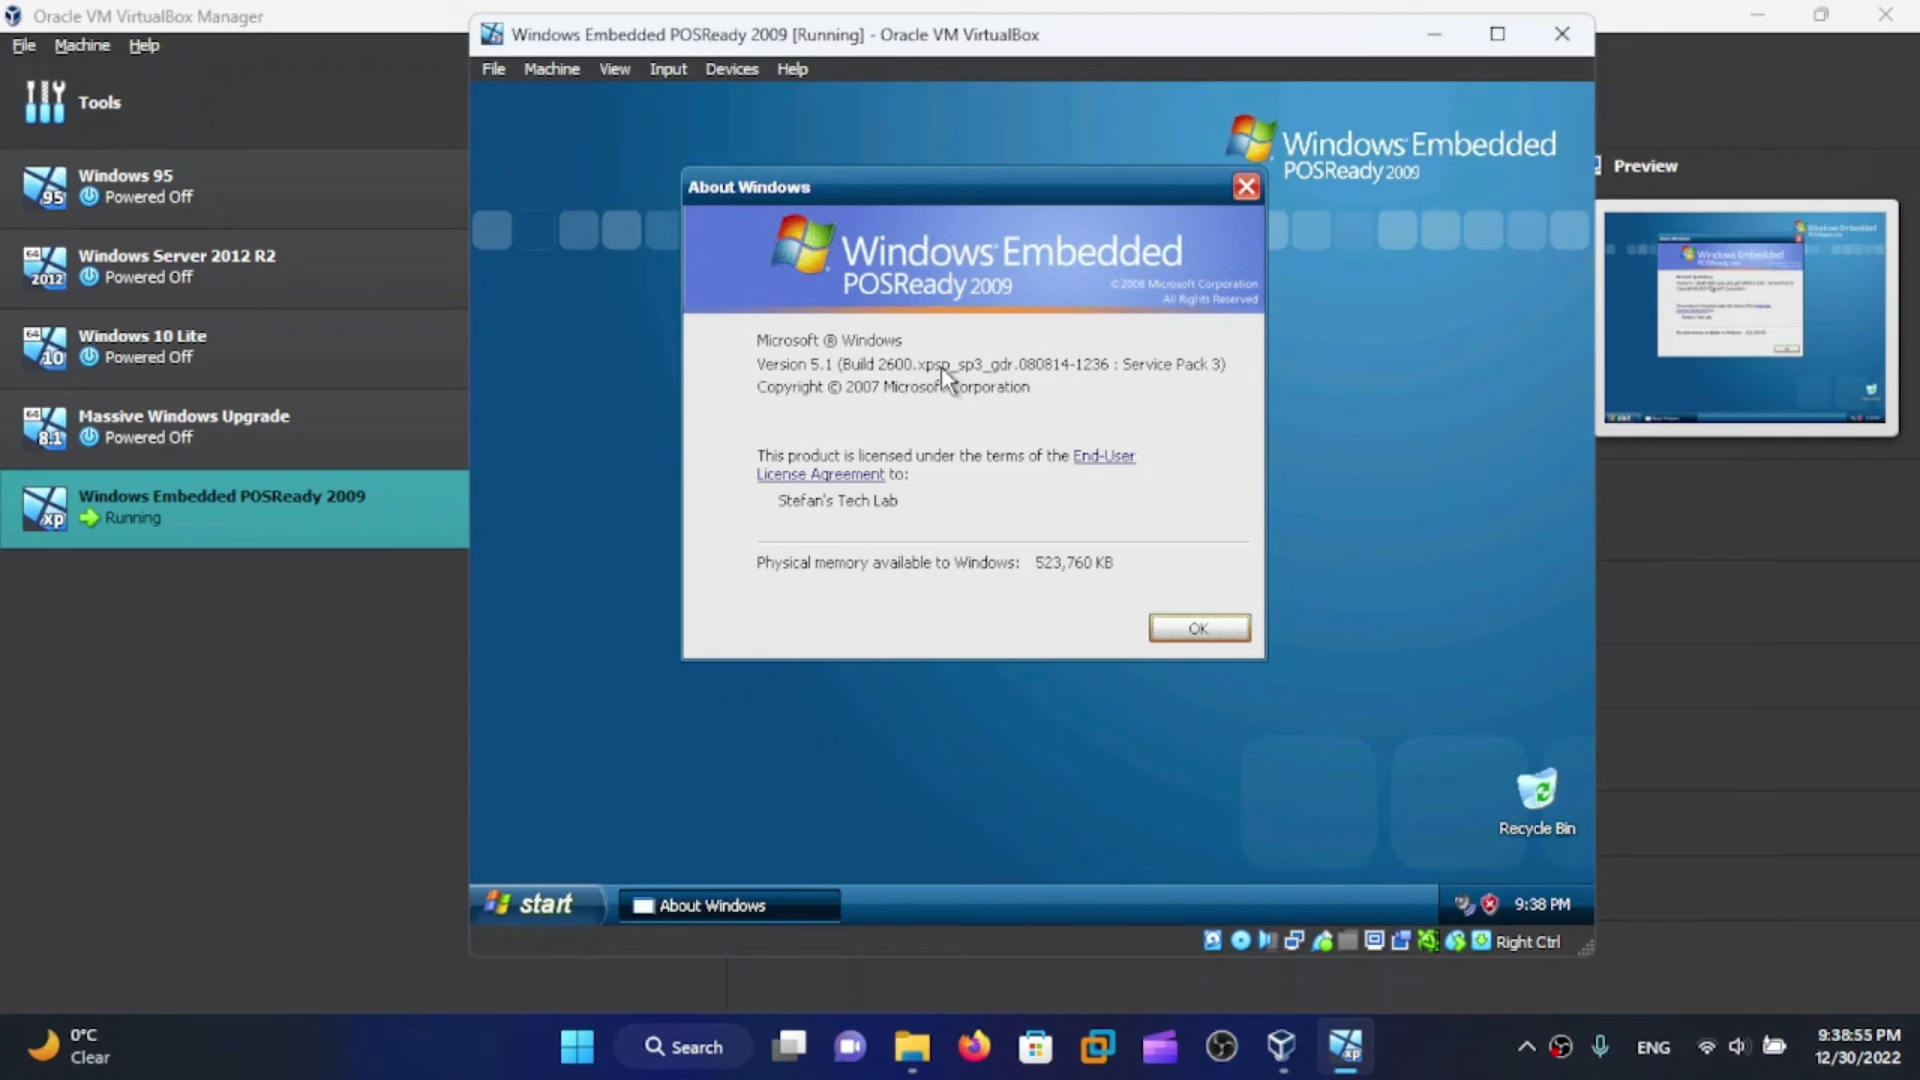 Oracle VM VirtualBox Manager
File Machine Help
Tools
Windows 95
Powered Off
Windows Server 2012 R2
Powered Off
Windows 10 Lite
Powered Off
Massive Windows Upgrade
Powered Off
Windows Embedded POSReady 2009
Running
Windows Embedded POSReady 2009 [Running] - Oracle VM VirtualBox
File Machine View Input Devices Help
Windows Embedded
POSReady 2009
About Windows
Windows Embedded
POSReady 2009
©2008 Microsoft Corporation
All Rights Reserved
Microsoft ® Windows
Version 5.1 (Build 2600.xpsp_sp3_gdr.080814-1236 : Service Pack 3)
Copyright © 2007 Microsoft Corporation
This product is licensed under the terms of the End-User
License Agreement to:
Stefan's Tech Lab
Physical memory available to Windows: 523,760 KB
OK
Recycle Bin
start
About Windows
9:38 PM
Right Ctrl
Preview
0°C
Clear
Search
ENG
9:38:55 PM
12/30/2022